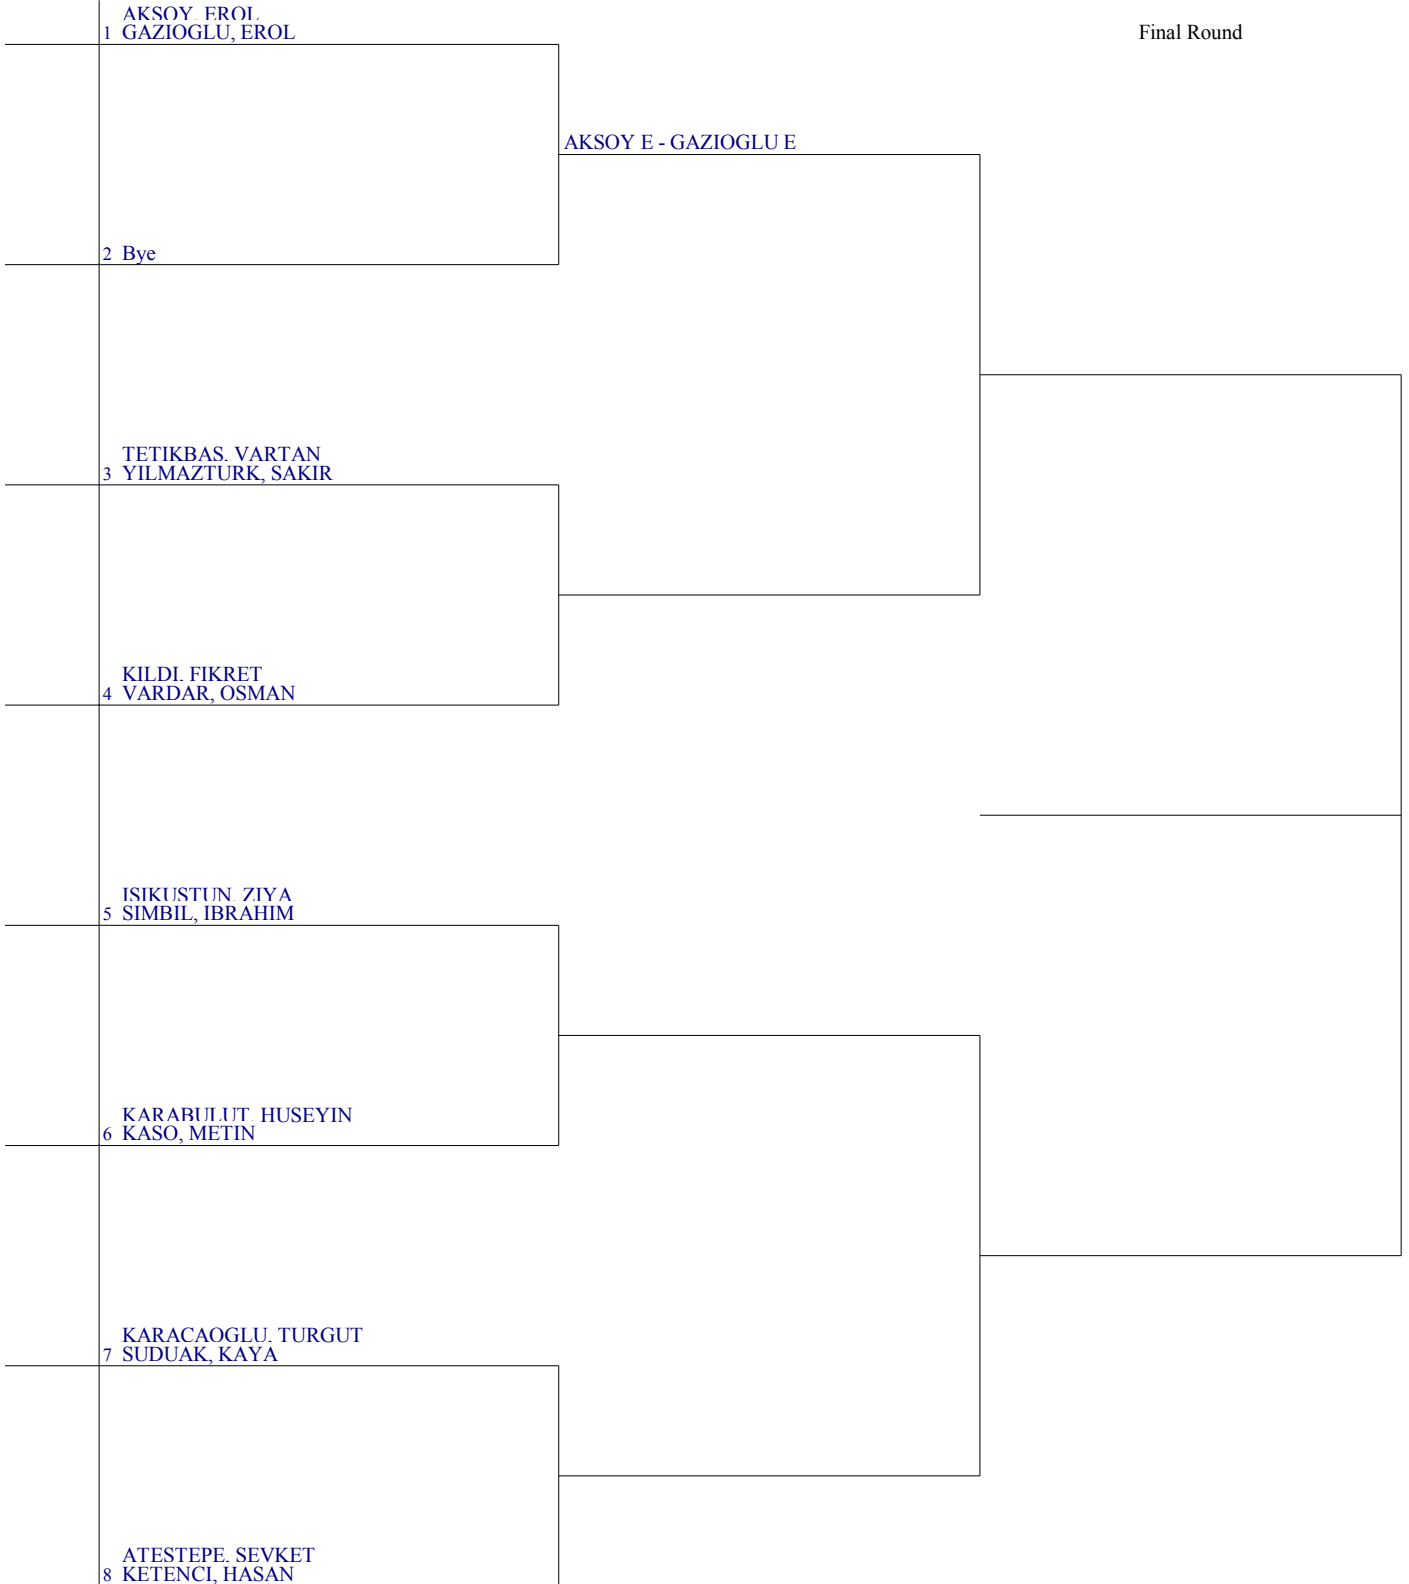 AKSOY, EROL
1 GAZIOGLU, EROL
Final Round
AKSOY E - GAZIOGLU E
2 Bye
TETIKBAS, VARTAN
3 YILMAZTURK, SAKIR
KILDI, FIKRET
4 VARDAR, OSMAN
ISIKUSTUN, ZIYA
5 SIMBIL, IBRAHIM
KARABULUT, HUSEYIN
6 KASO, METIN
KARACAOGLU, TURGUT
7 SUDUAK, KAYA
ATESTEPE, SEVKET
8 KETENCI, HASAN